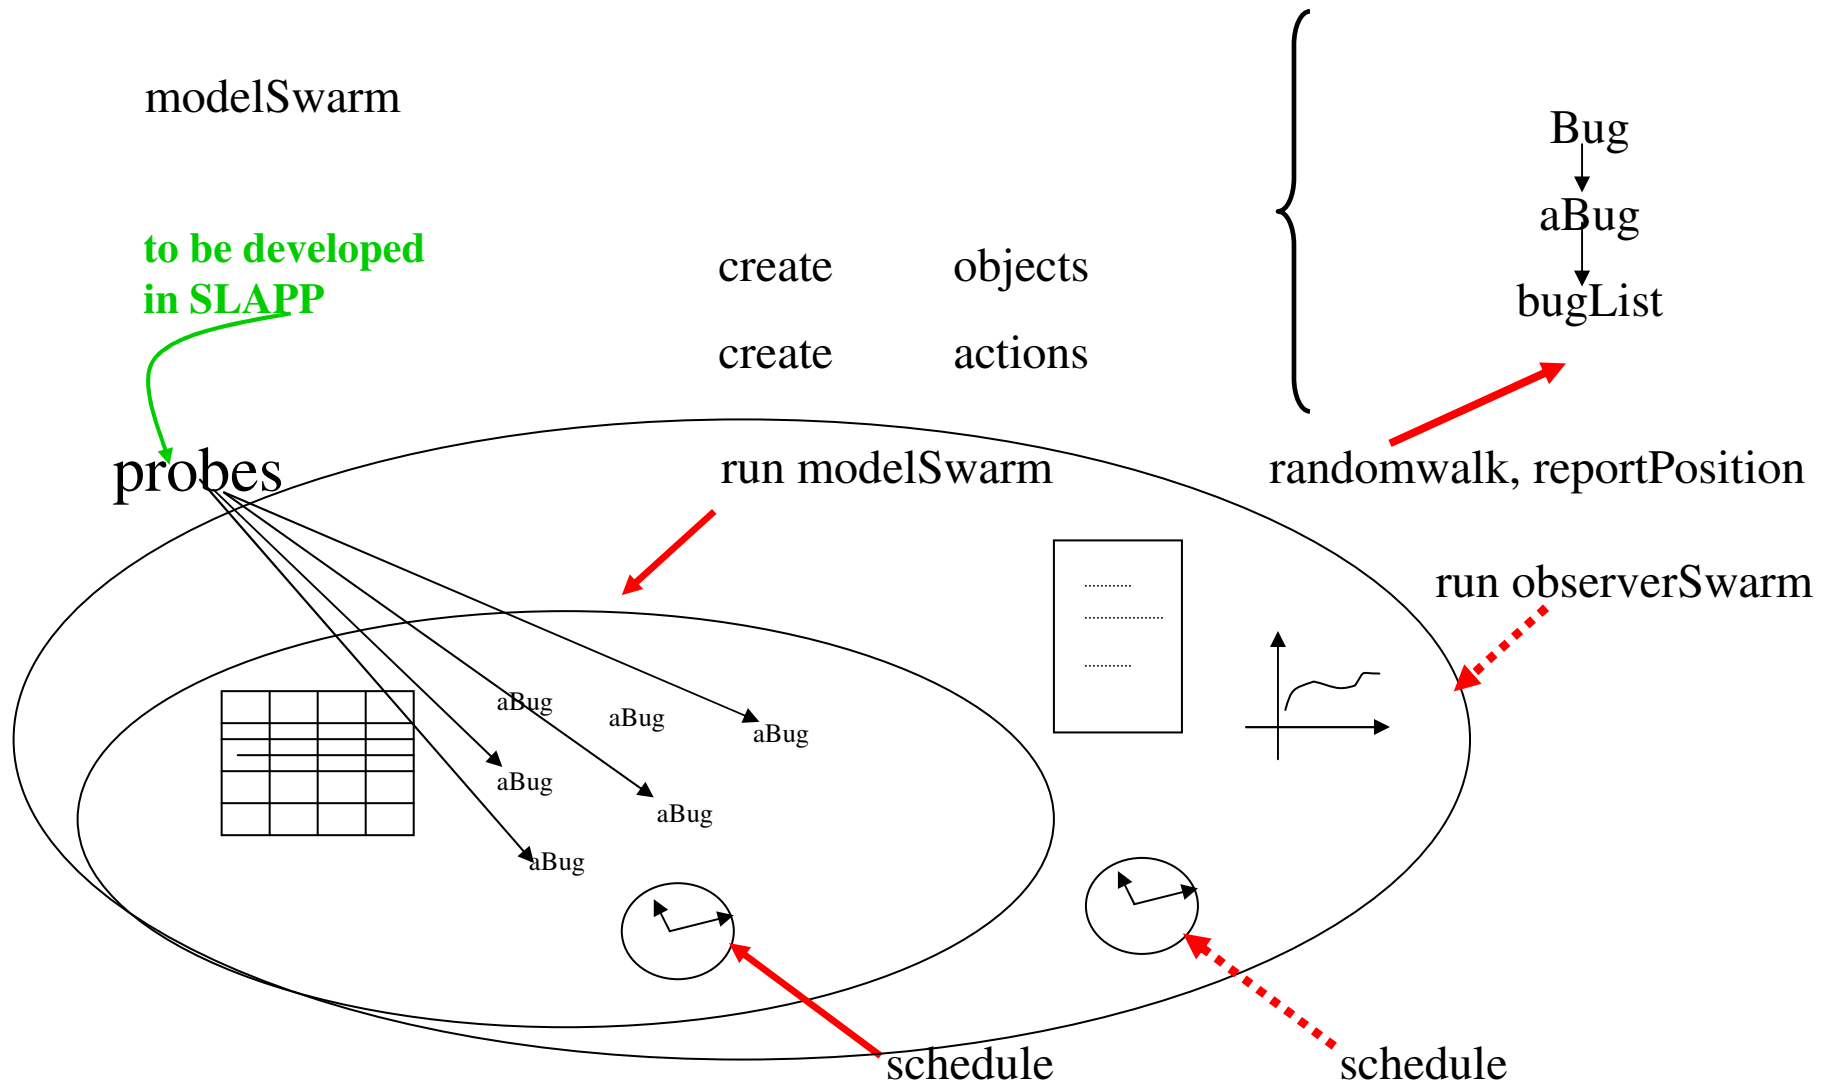 modelSwarm
Bug
aBug
bugList
to be developed
in SLAPP
create objects
create actions
probes
run modelSwarm
randomwalk, reportPosition
run observerSwarm
aBug
aBug
aBug
aBug
aBug
aBug
schedule
schedule